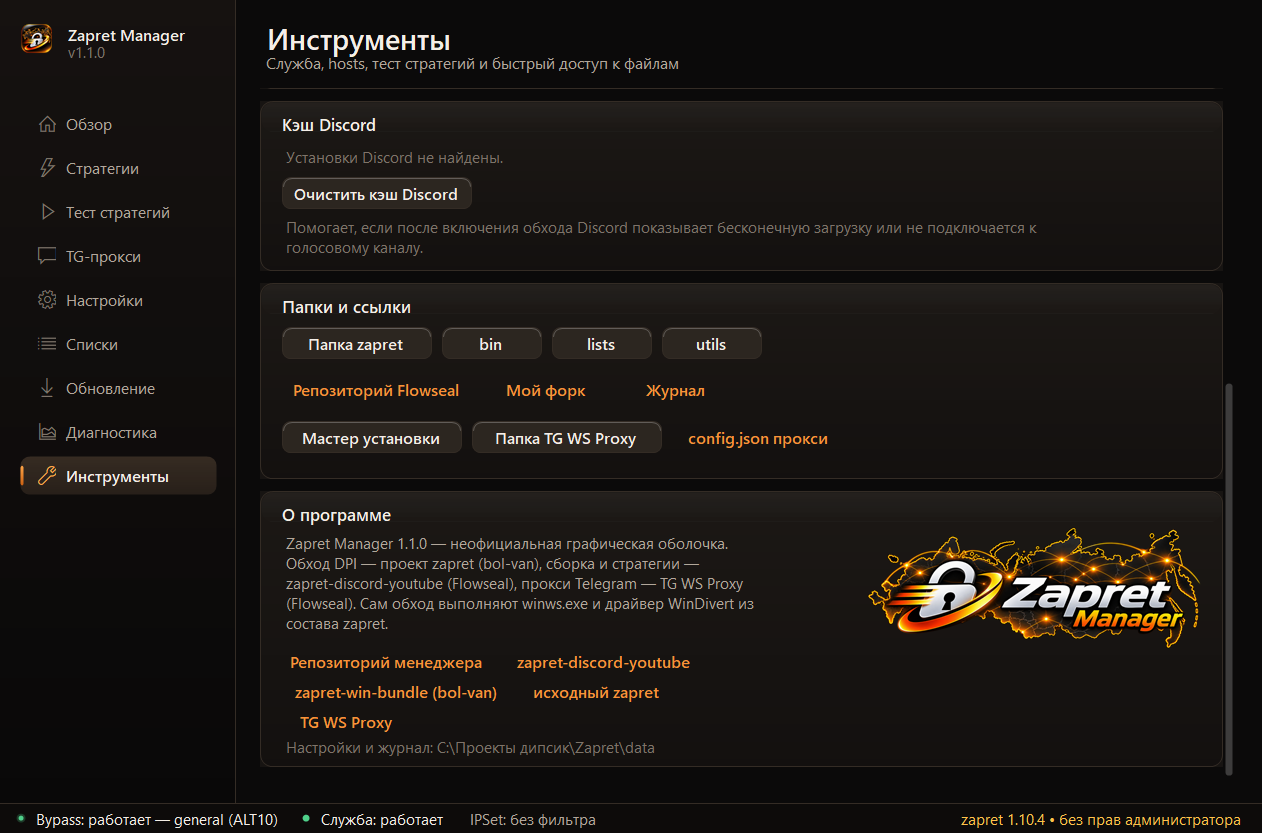 Zapret Manager
v1.1.0
Обзор
Стратегии
Тест стратегий
TG-прокси
Настройки
Списки
Обновление
Диагностика
Инструменты
Инструменты
Служба, hosts, тест стратегий и быстрый доступ к файлам
Кэш Discord
Установки Discord не найдены.
Очистить кэш Discord
Помогает, если после включения обхода Discord показывает бесконечную загрузку или не подключается к
голосовому каналу.
Папки и ссылки
Папка zapret bin lists utils
Репозиторий Flowseal Мой форк Журнал
Мастер установки Папка TG WS Proxy config.json прокси
О программе
Zapret Manager 1.1.0 — неофициальная графическая оболочка.
Обход DPI — проект zapret (bol-van), сборка и стратегии —
zapret-discord-youtube (Flowseal), прокси Telegram — TG WS Proxy
(Flowseal). Сам обход выполняют winws.exe и драйвер WinDivert из
состава zapret.
Zapret
Manager
Репозиторий менеджера zapret-discord-youtube
zapret-win-bundle (bol-van) исходный zapret
TG WS Proxy
Настройки и журнал: C:\Проекты дипсик\Zapret\data
Bypass: работает — general (ALT10) Служба: работает IPSet: без фильтра zapret 1.10.4 • без прав администратора